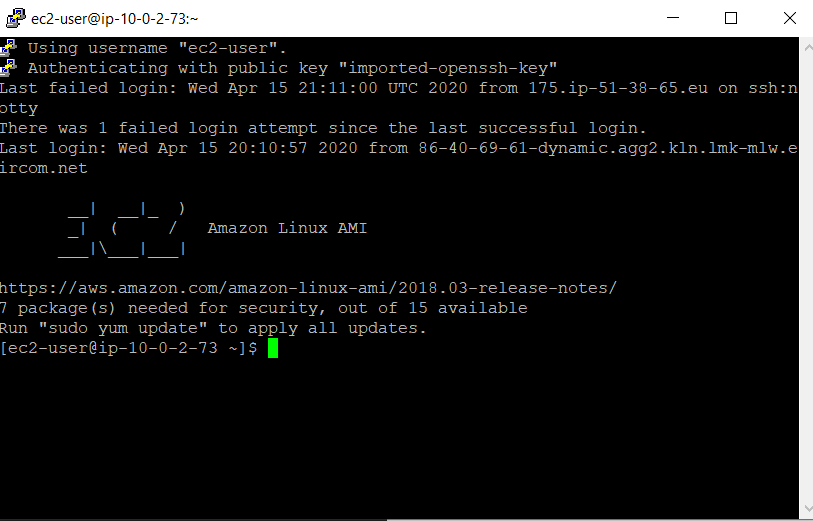 ec2-user@ip-10-0-2-73:~
Using username "ec2-user".
Authenticating with public key "imported-openssh-key"
Last failed login: Wed Apr 15 21:11:00 UTC 2020 from 175.ip-51-38-65.eu on ssh:n
otty
There was 1 failed login attempt since the last successful login.
Last login: Wed Apr 15 20:10:57 2020 from 86-40-69-61-dynamic.agg2.kln.lmk-mlw.e
ircom.net
       __|  __|_  )
       _|  (     /   Amazon Linux AMI
      ___|\___|___|
https://aws.amazon.com/amazon-linux-ami/2018.03-release-notes/
7 package(s) needed for security, out of 15 available
Run "sudo yum update" to apply all updates.
[ec2-user@ip-10-0-2-73 ~]$